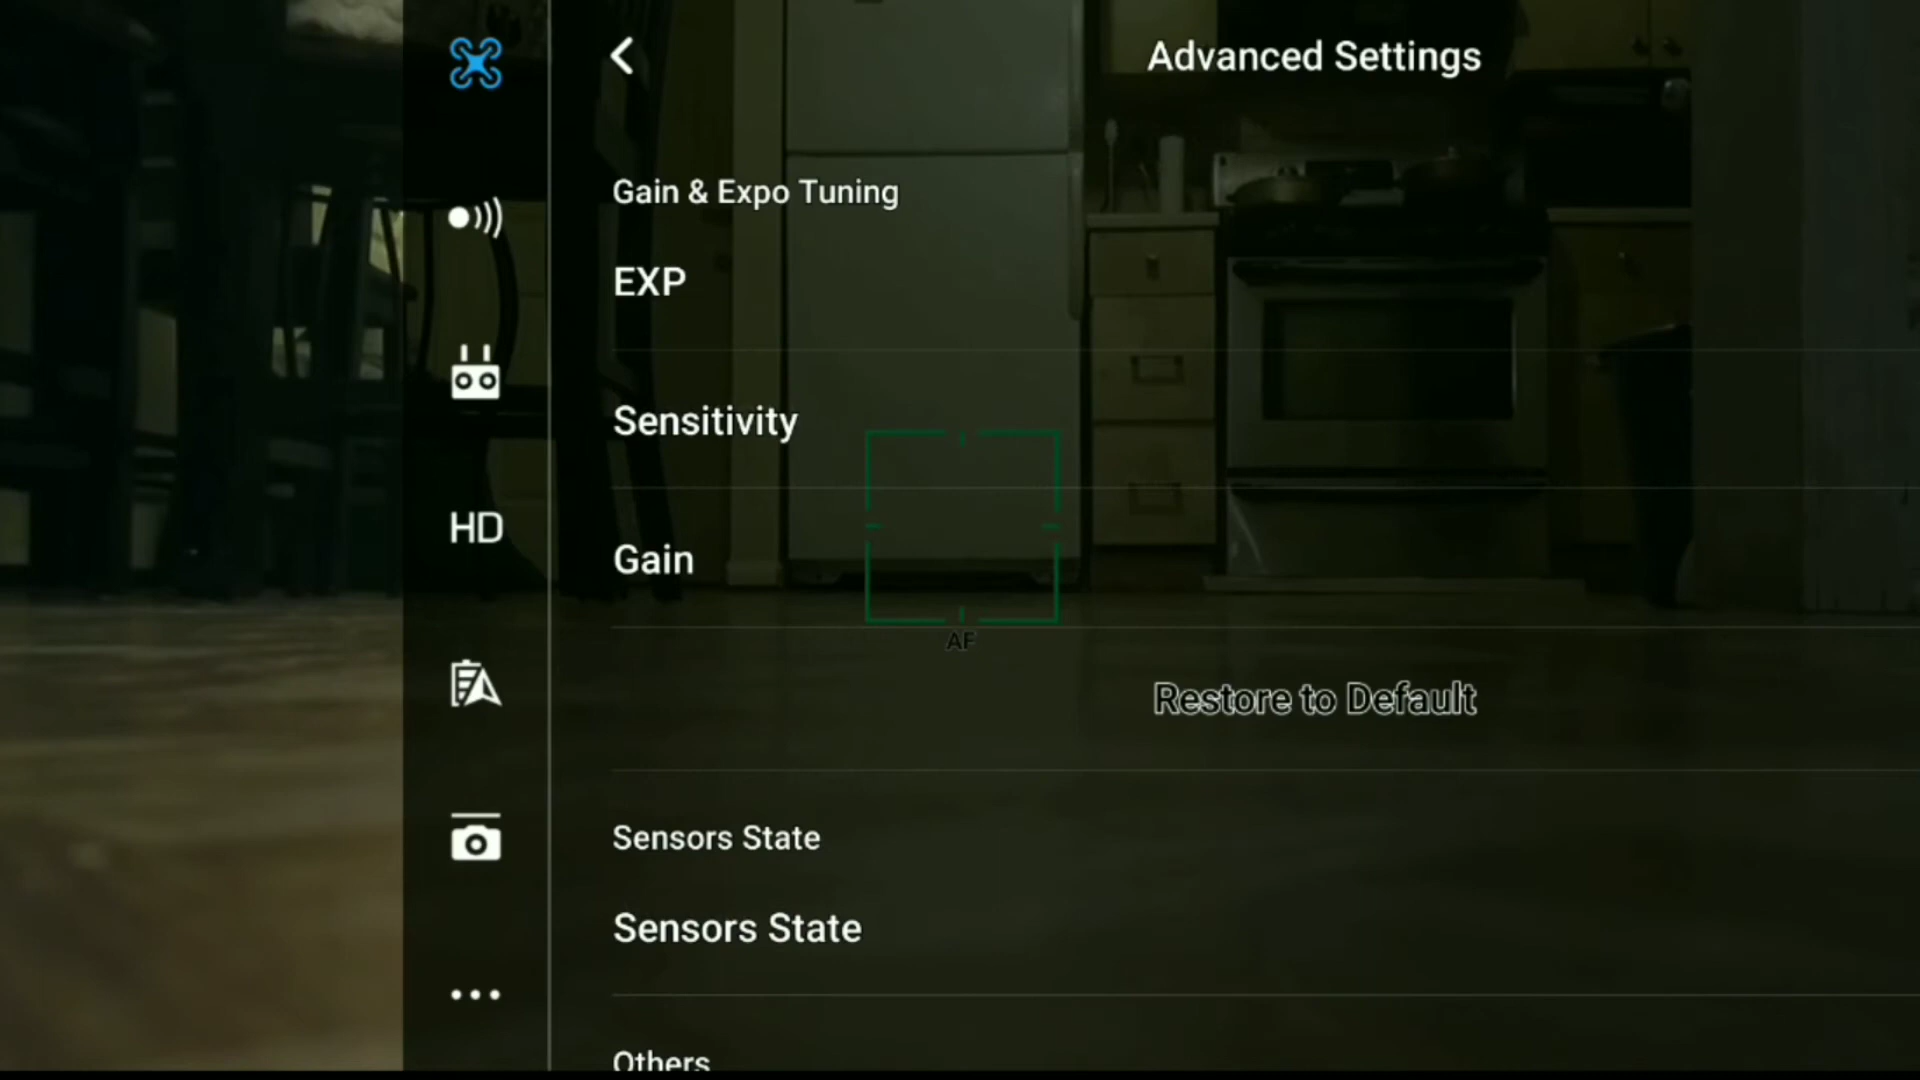 Advanced Settings
Gain & Expo Tuning
EXP
Sensitivity
HD
Gain
AF
Restore to Default
Sensors State
Sensors State
Others